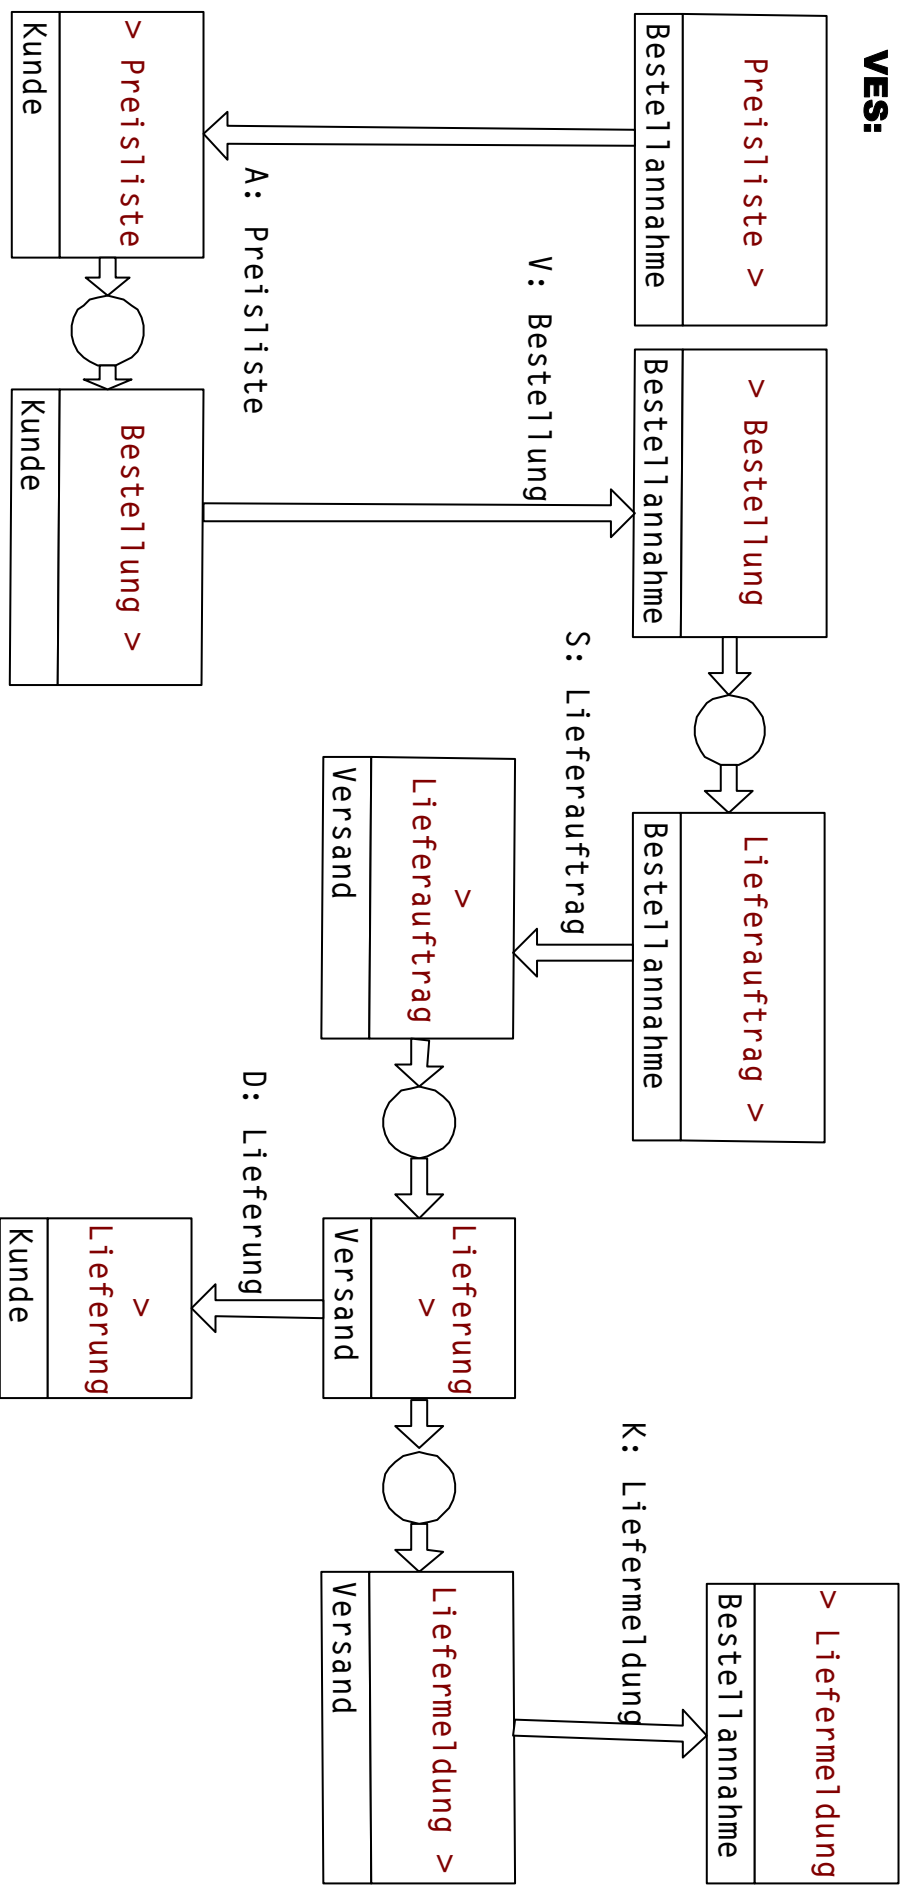 VES:
Preisliste >
Bestellannahme
> Bestellung
Bestellannahme
Lieferauftrag >
Bestellannahme
> Liefermeldung
Bestellannahme
A: Preisliste
V: Bestellung
S: Lieferauftrag
K: Liefermeldung
>
Lieferauftrag
Versand
Lieferung
>
Versand
Liefermeldung >
Versand
D: Lieferung
> Preisliste
Kunde
Bestellung >
Kunde
>
Lieferung
Kunde